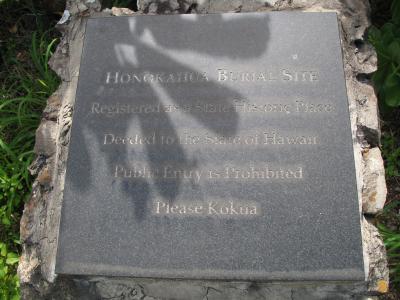 Honokahua Burial Site
Registered as a State Historic Place
Deeded to the State of Hawaii
Public Entry is Prohibited
Please Kokua